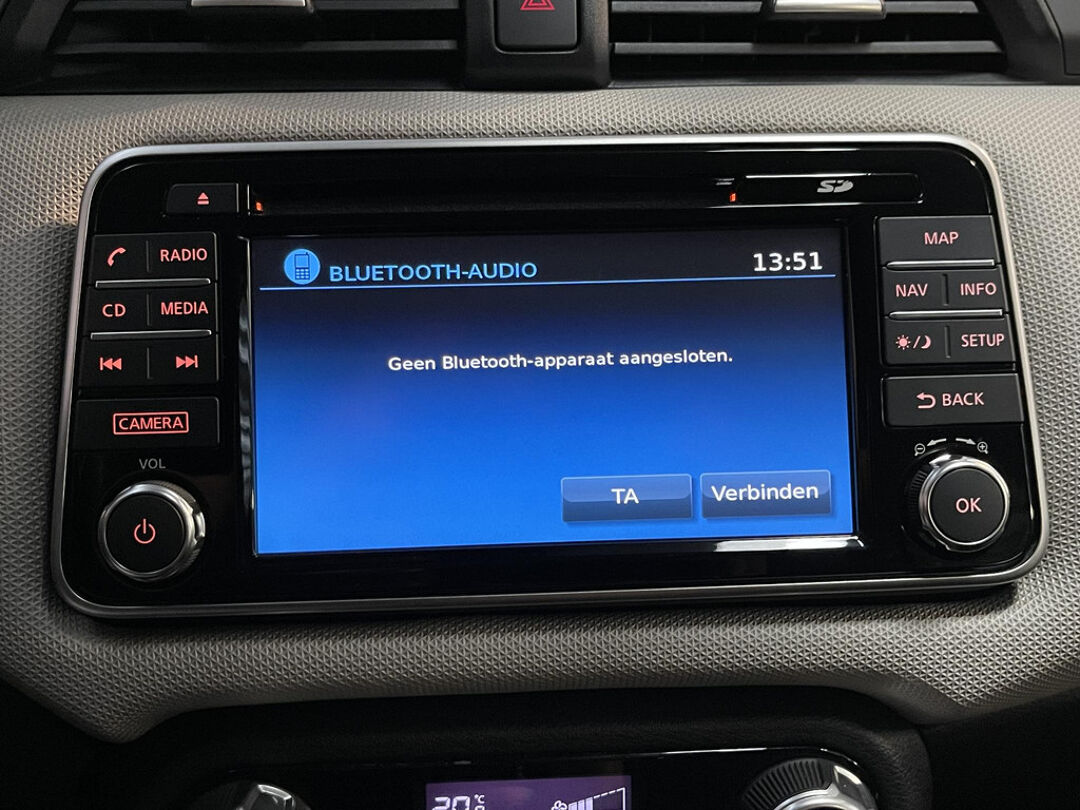 SD
RADIO
MAP
CD
MEDIA
NAV
INFO
SETUP
CAMERA
BACK
VOL
OK
BLUETOOTH-AUDIO
13:51
Geen Bluetooth-apparaat aangesloten.
TA
Verbinden
20°C